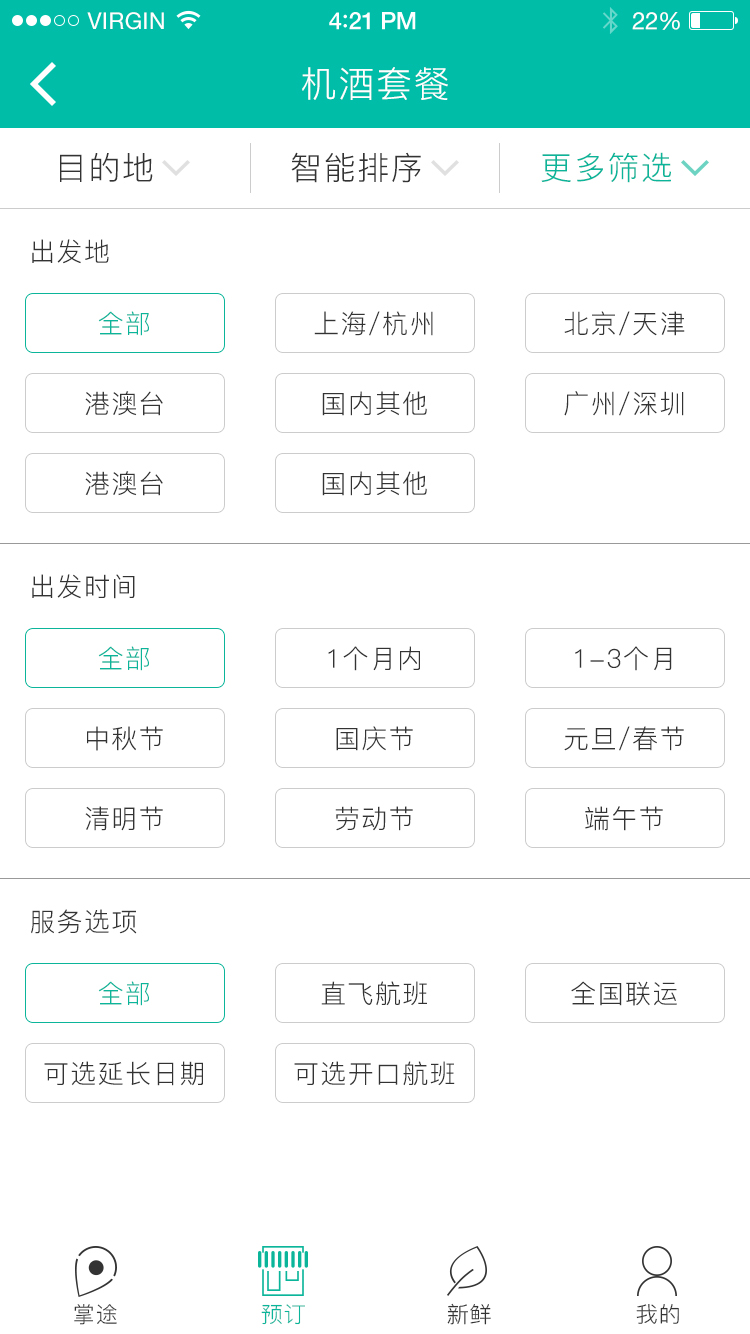 VIRGIN 4:21 PM 22%
机酒套餐
目的地 智能排序 更多筛选
出发地
全部 上海/杭州 北京/天津
港澳台 国内其他 广州/深圳
港澳台 国内其他
出发时间
全部 1个月内 1-3个月
中秋节 国庆节 元旦/春节
清明节 劳动节 端午节
服务选项
全部 直飞航班 全国联运
可选延长日期 可选开口航班
掌途 预订 新鲜 我的